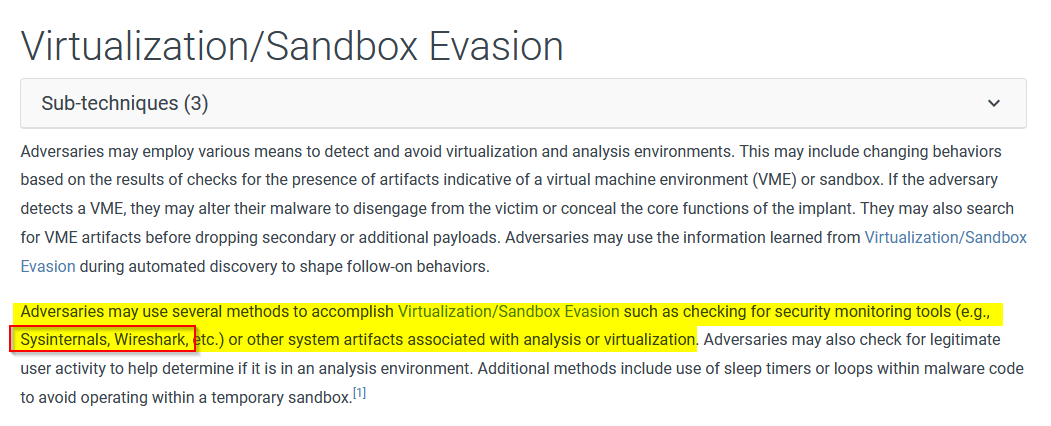 Virtualization/Sandbox Evasion
Sub-techniques (3)
Adversaries may employ various means to detect and avoid virtualization and analysis environments. This may include changing behaviors
based on the results of checks for the presence of artifacts indicative of a virtual machine environment (VME) or sandbox. If the adversary
detects a VME, they may alter their malware to disengage from the victim or conceal the core functions of the implant. They may also search
for VME artifacts before dropping secondary or additional payloads. Adversaries may use the information learned from Virtualization/Sandbox
Evasion during automated discovery to shape follow-on behaviors.
Adversaries may use several methods to accomplish Virtualization/Sandbox Evasion such as checking for security monitoring tools (e.g.,
Sysinternals, Wireshark, etc.) or other system artifacts associated with analysis or virtualization. Adversaries may also check for legitimate
user activity to help determine if it is in an analysis environment. Additional methods include use of sleep timers or loops within malware code
to avoid operating within a temporary sandbox.[1]